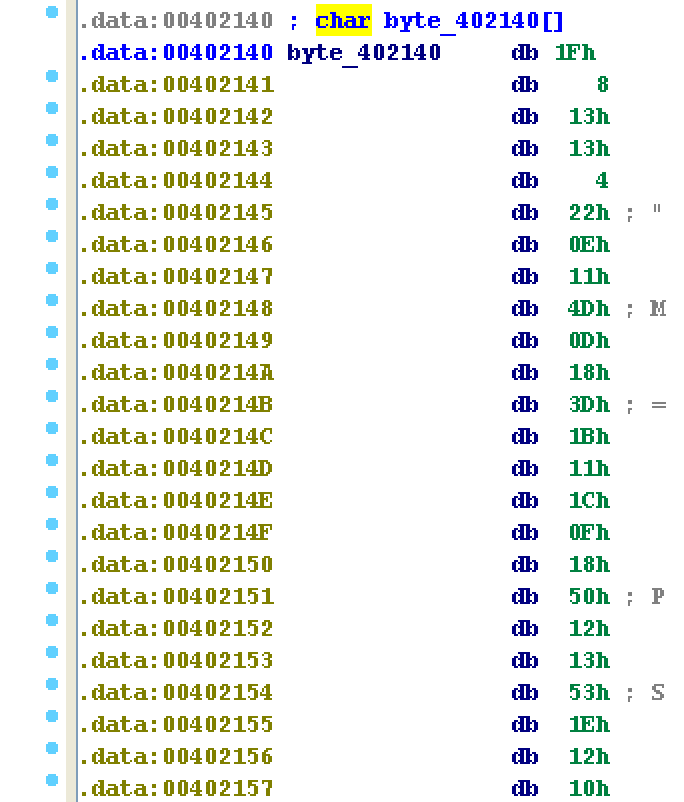 .data:00402140 ; char byte_402140[]
.data:00402140 byte_402140 db 1Fh
.data:00402141 db 8
.data:00402142 db 13h
.data:00402143 db 13h
.data:00402144 db 4
.data:00402145 db 22h ; "
.data:00402146 db 0Eh
.data:00402147 db 11h
.data:00402148 db 4Dh ; M
.data:00402149 db 0Dh
.data:0040214A db 18h
.data:0040214B db 3Dh ; =
.data:0040214C db 1Bh
.data:0040214D db 11h
.data:0040214E db 1Ch
.data:0040214F db 0Fh
.data:00402150 db 18h
.data:00402151 db 50h ; P
.data:00402152 db 12h
.data:00402153 db 13h
.data:00402154 db 53h ; S
.data:00402155 db 1Eh
.data:00402156 db 12h
.data:00402157 db 10h